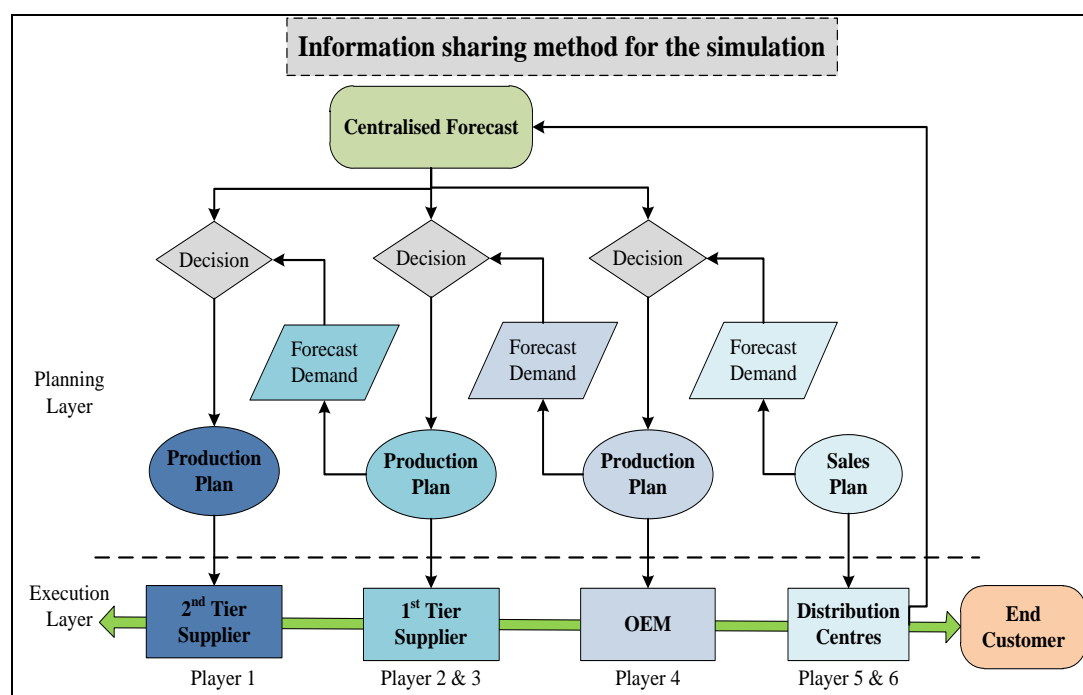 Information sharing method for the simulation
Centralised Forecast
Decision
Decision
Decision
Forecast
Demand
Forecast
Demand
Forecast
Demand
Planning
Layer
Production
Plan
Production
Plan
Production
Plan
Sales
Plan
Execution
Layer
2nd Tier
Supplier
1st Tier
Supplier
OEM
Distribution
Centres
End
Customer
Player 1
Player 2 & 3
Player 4
Player 5 & 6